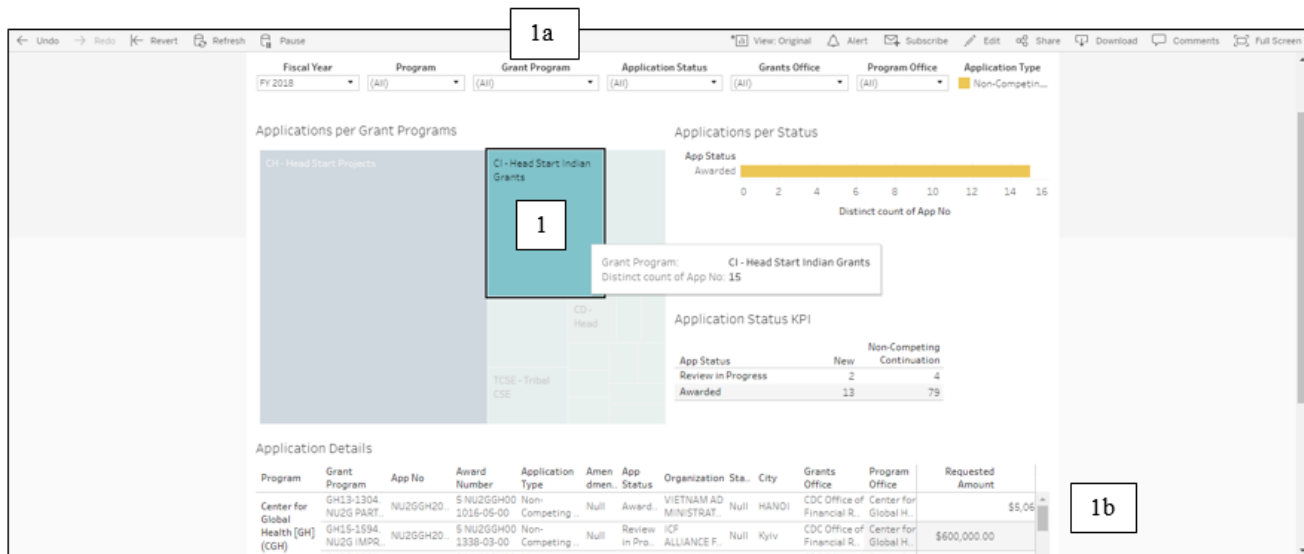 1a
Undo Redo Revert Refresh Pause View: Original Alert Subscribe Edit Share Download Comments Full Screen
Fiscal Year Program Grant Program Application Status Grants Office Program Office Application Type
FY 2018 (All) (All) (All) (All) (All) Non-Competin...
Applications per Grant Programs
CH - Head Start Projects
CI - Head Start Indian
Grants
1
CD -
Head
TCSE - Tribal
CSE
Applications per Status
App Status
Awarded
0 2 4 6 8 10 12 14 16
Distinct count of App No
Grant Program: CI - Head Start Indian Grants
Distinct count of App No: 15
Application Status KPI
Non-Competing
App Status New Continuation
Review in Progress 2 4
Awarded 13 79
Application Details
Program Grant Program App No Award Number Application Type Amen dmen.. App Status Organization Sta.. City Grants Office Program Office Requested Amount
Center for Global Health [GH] (CGH)
GH13-1304. NU2G PART.. NU2GGH20.. 5 NU2GGH00 1016-05-00 Non-Competing .. Null Award.. VIETNAM AD MINISTRAT.. Null HANOI CDC Office of Financial R.. Center for Global H.. $5,06
GH15-1594. NU2G IMPR.. NU2GGH20.. 5 NU2GGH00 1338-03-00 Non-Competing .. Null Review in Pro.. ICF ALLIANCE F.. Null Kyiv CDC Office of Financial R.. Center for Global H.. $600,000.00
1b